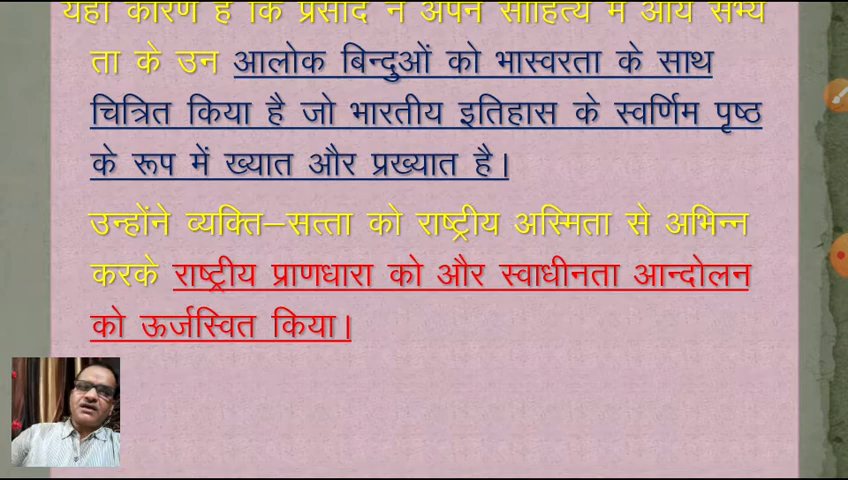 यही कारण है कि प्रसाद ने अपने साहित्य में आर्य सभ्य
ता के उन आलोक बिन्दुओं को भास्वरता के साथ
चित्रित किया है जो भारतीय इतिहास के स्वर्णिम पृष्ठ
के रूप में ख्यात और प्रख्यात है।
उन्होंने व्यक्ति–सत्ता को राष्ट्रीय अस्मिता से अभिन्न
करके राष्ट्रीय प्राणधारा को और स्वाधीनता आन्दोलन
को ऊर्जस्वित किया।